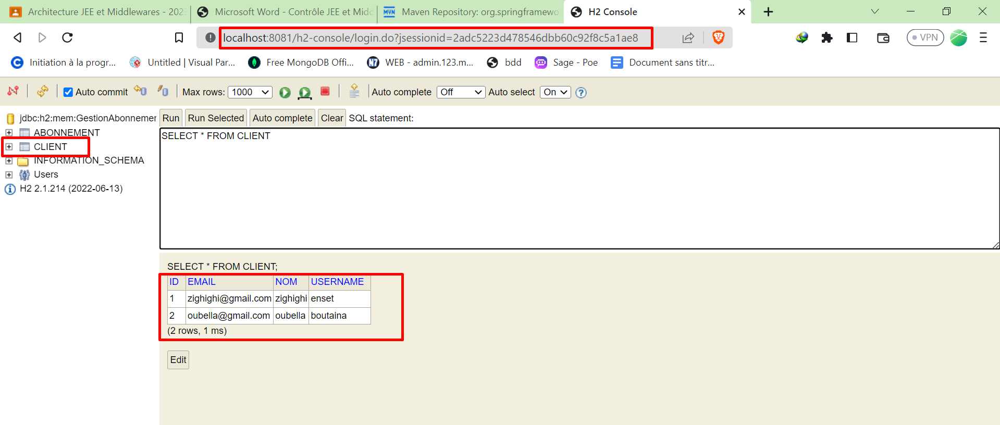 Architecture JEE et Middlewares - 2023
Microsoft Word - Contrôle JEE et Midd
Maven Repository: org.springframewo
H2 Console
localhost:8081/h2-console/login.do?jsessionid=2adc5223d478546dbb60c92f8c5a1ae8
VPN
Initiation à la progr...
Untitled | Visual Par...
Free MongoDB Offi...
WEB - admin.123.m...
bdd
Sage - Poe
Document sans titr...
Auto commit
Max rows: 1000
Auto complete Off
Auto select On
jdbc:h2:mem:GestionAbonnemen
ABONNEMENT
CLIENT
INFORMATION_SCHEMA
Users
H2 2.1.214 (2022-06-13)
Run Run Selected Auto complete Clear SQL statement:
SELECT * FROM CLIENT
SELECT * FROM CLIENT;
ID EMAIL NOM USERNAME
1 zighighi@gmail.com zighighi enset
2 oubella@gmail.com oubella boutaina
(2 rows, 1 ms)
Edit